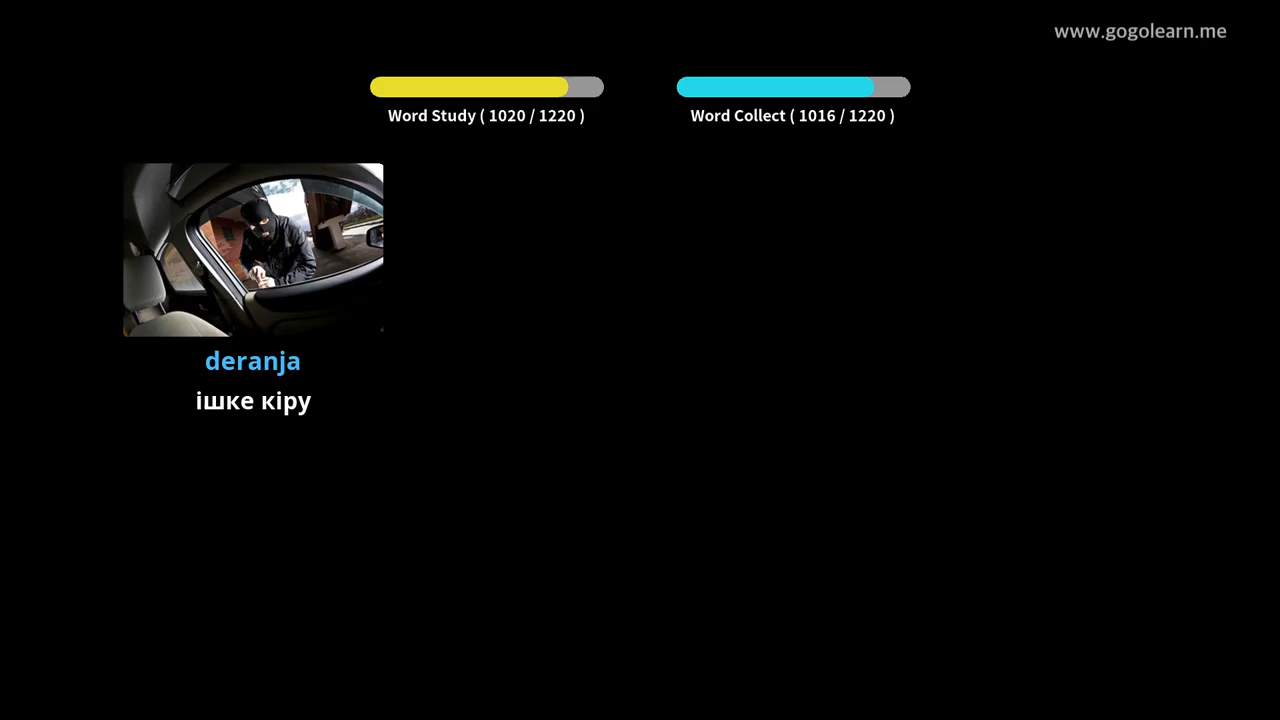 www.gogolearn.me
Word Study ( 1020 / 1220 )
Word Collect ( 1016 / 1220 )
deranja
ішке кіру